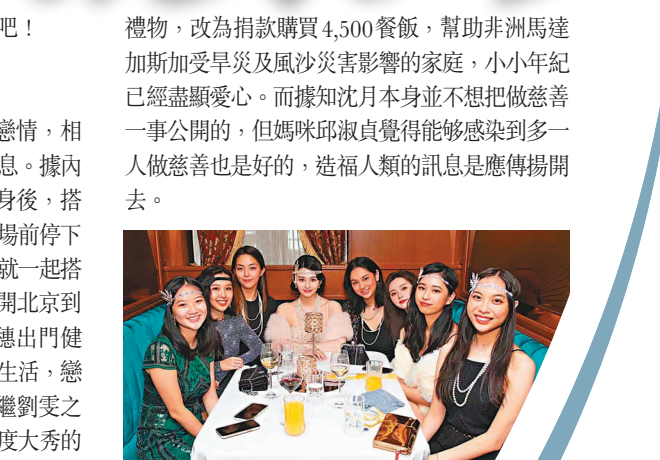 吧！
戀情，相
息。據內
身後，搭
場前停下
就一起搭
開北京到
穗出門健
生活，戀
繼劉雯之
度大秀的
禮物，改為捐款購買4,500餐飯，幫助非洲馬達
加斯加受旱災及風沙災害影響的家庭，小小年紀
已經盡顯愛心。而據知沈月本身並不想把做慈善
一事公開的，但媽咪邱淑貞覺得能够感染到多一
人做慈善也是好的，造福人類的訊息是應傳揚開
去。